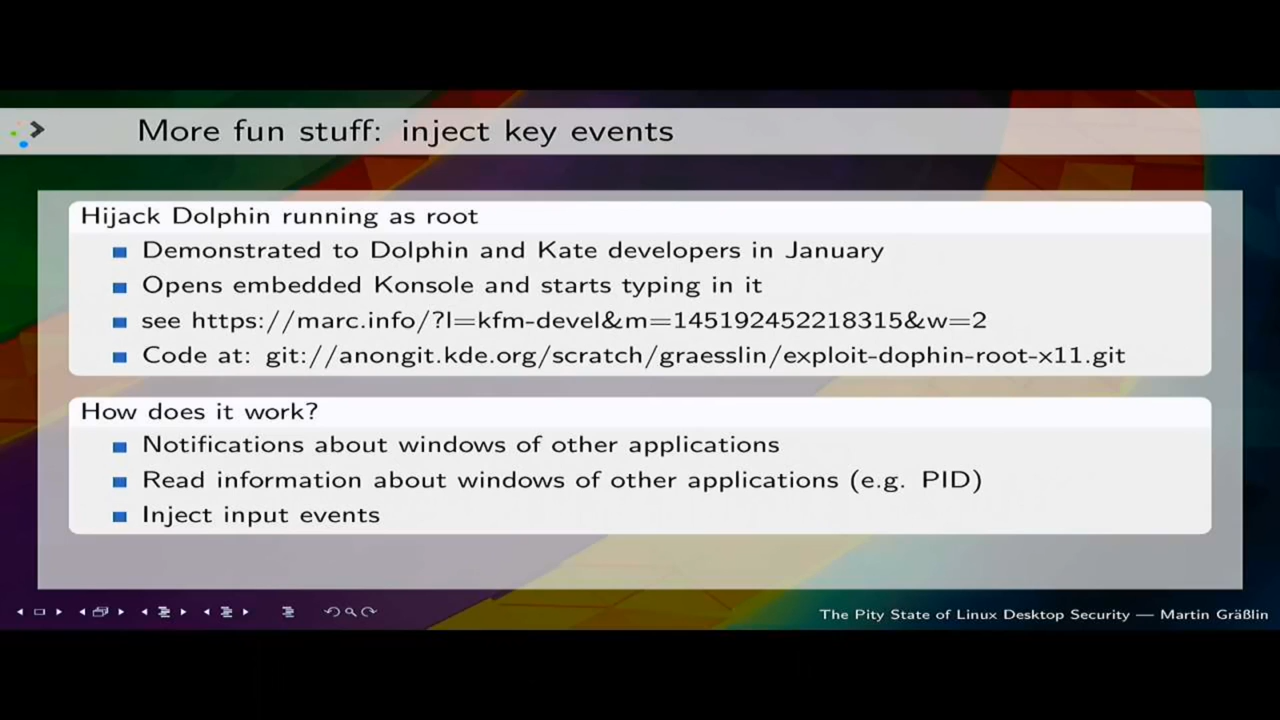 More fun stuff: inject key events
Hijack Dolphin running as root
Demonstrated to Dolphin and Kate developers in January
Opens embedded Konsole and starts typing in it
see https://marc.info/?l=kfm-devel&m=145192452218315&w=2
Code at: git://anongit.kde.org/scratch/graesslin/exploit-dophin-root-x11.git
How does it work?
Notifications about windows of other applications
Read information about windows of other applications (e.g. PID)
Inject input events
The Pity State of Linux Desktop Security — Martin Gräßlin